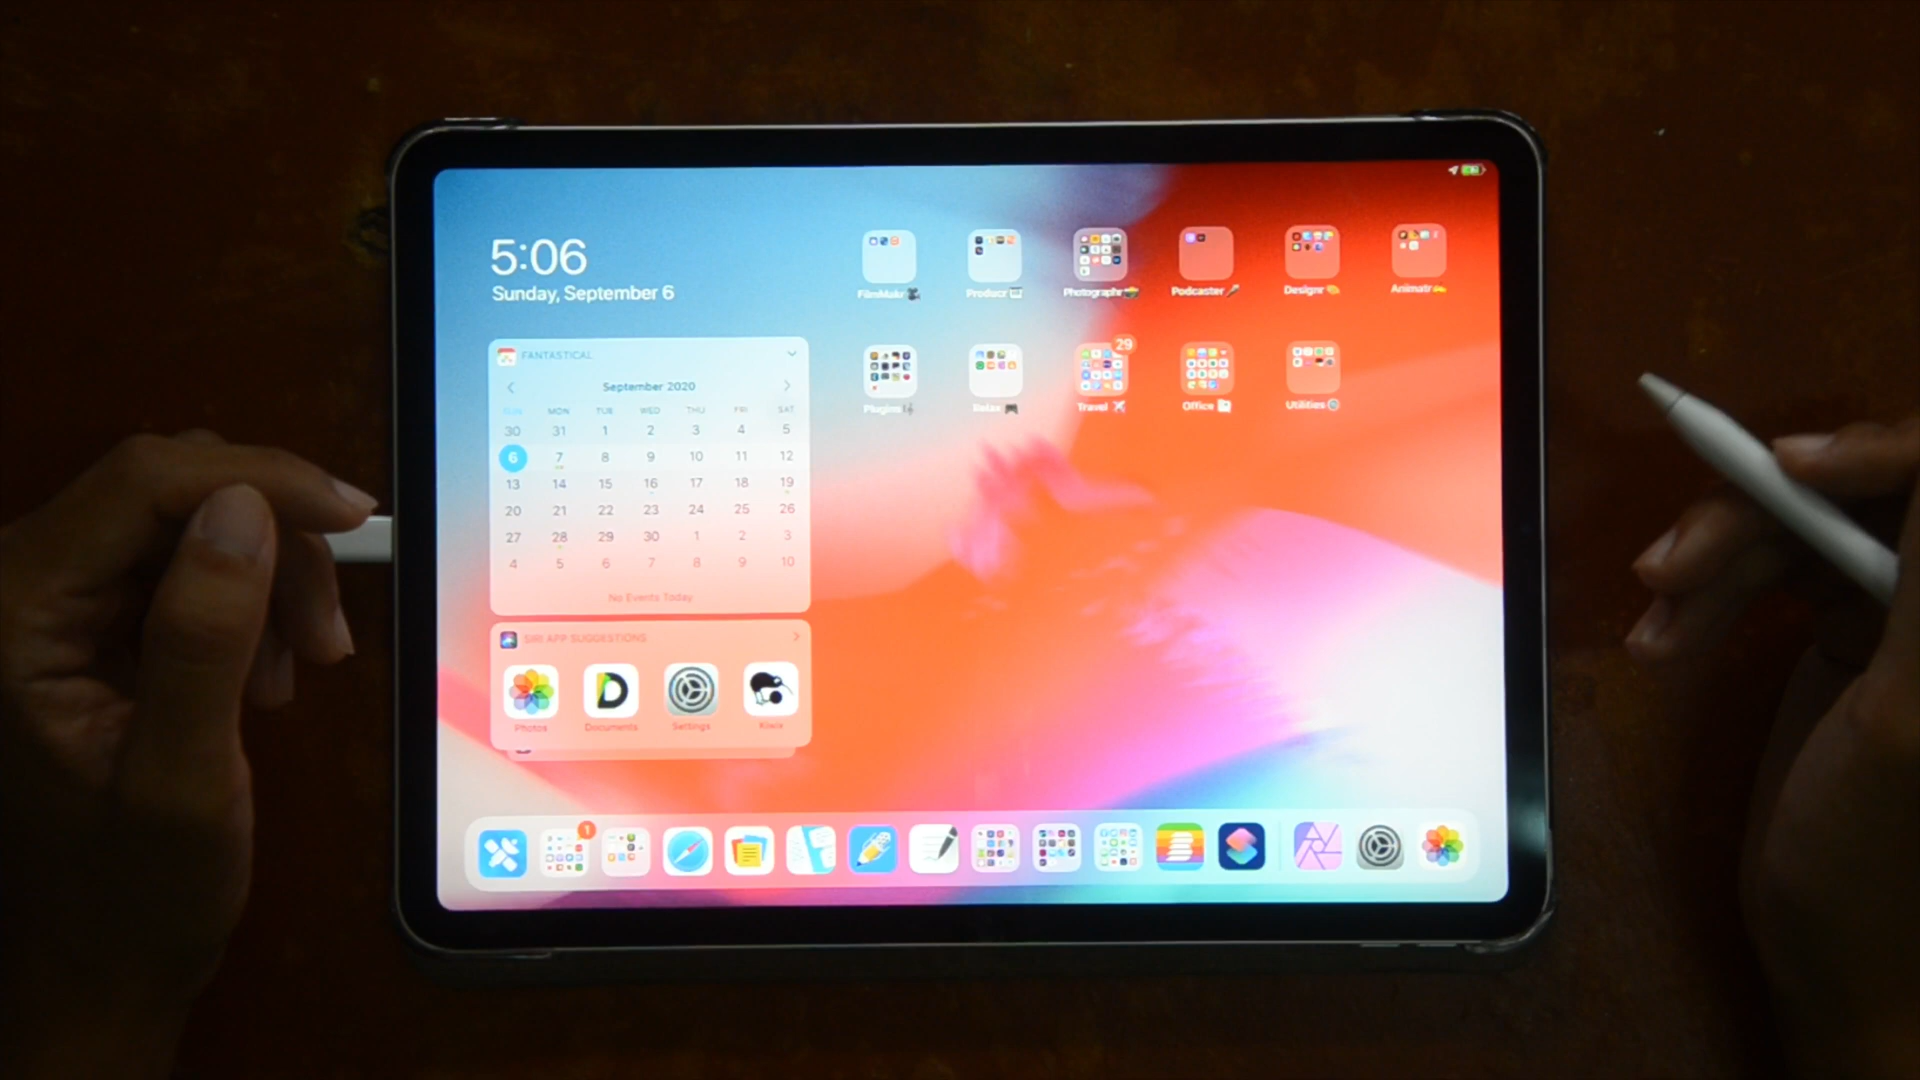 5:06
Sunday, September 6
FilmMakr
Producr
Photographr
Podcaster
Designr
Animatr
Plugins
Relax
29
Travel
Office
Utilities
FANTASTICAL
September 2020
SUN MON TUE WED THU FRI SAT
30 31 1 2 3 4 5
6 7 8 9 10 11 12
13 14 15 16 17 18 19
20 21 22 23 24 25 26
27 28 29 30 1 2 3
4 5 6 7 8 9 10
No Events Today
SIRI APP SUGGESTIONS
Photos
Documents
Settings
Kiwix
1